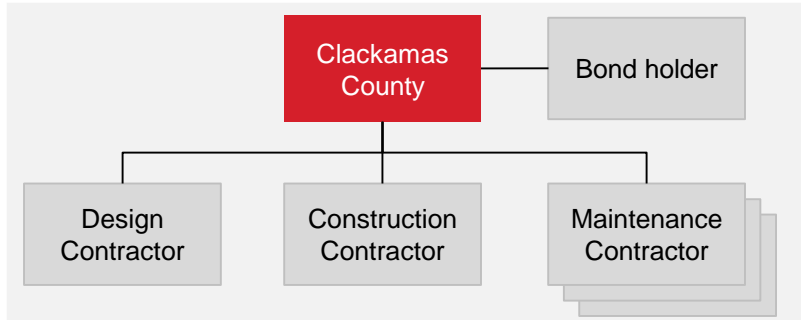 Clackamas
County
Bond holder
Design
Contractor
Construction
Contractor
Maintenance
Contractor